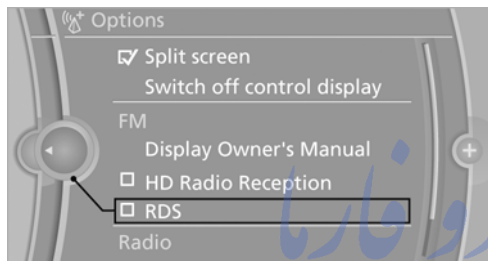 Options
Split screen
Switch off control display
FM
Display Owner's Manual
HD Radio Reception
RDS
Radio